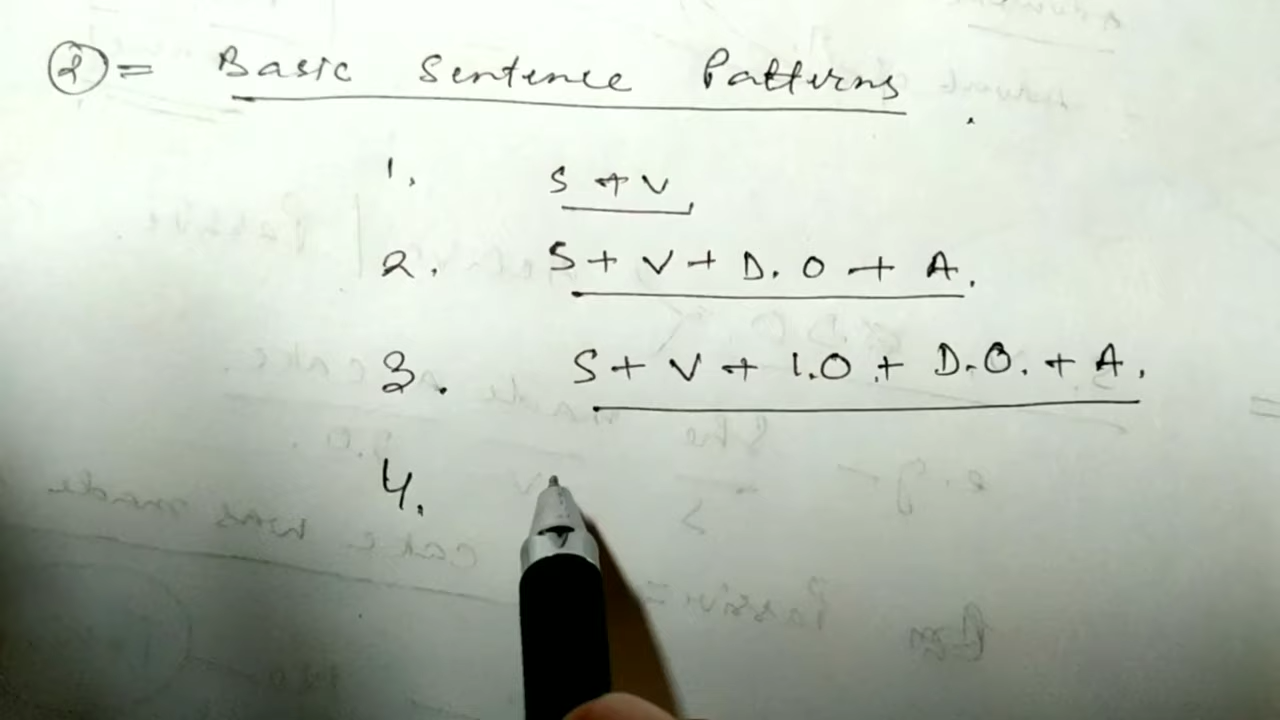 2 = Basic Sentence Patterns.
1. S + V
2. S + V + D.O + A.
3. S + V + I.O + D.O. + A.
4.